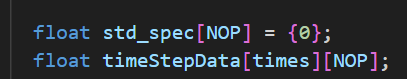 float std_spec[NOP] = {0};
float timeStepData[times][NOP];